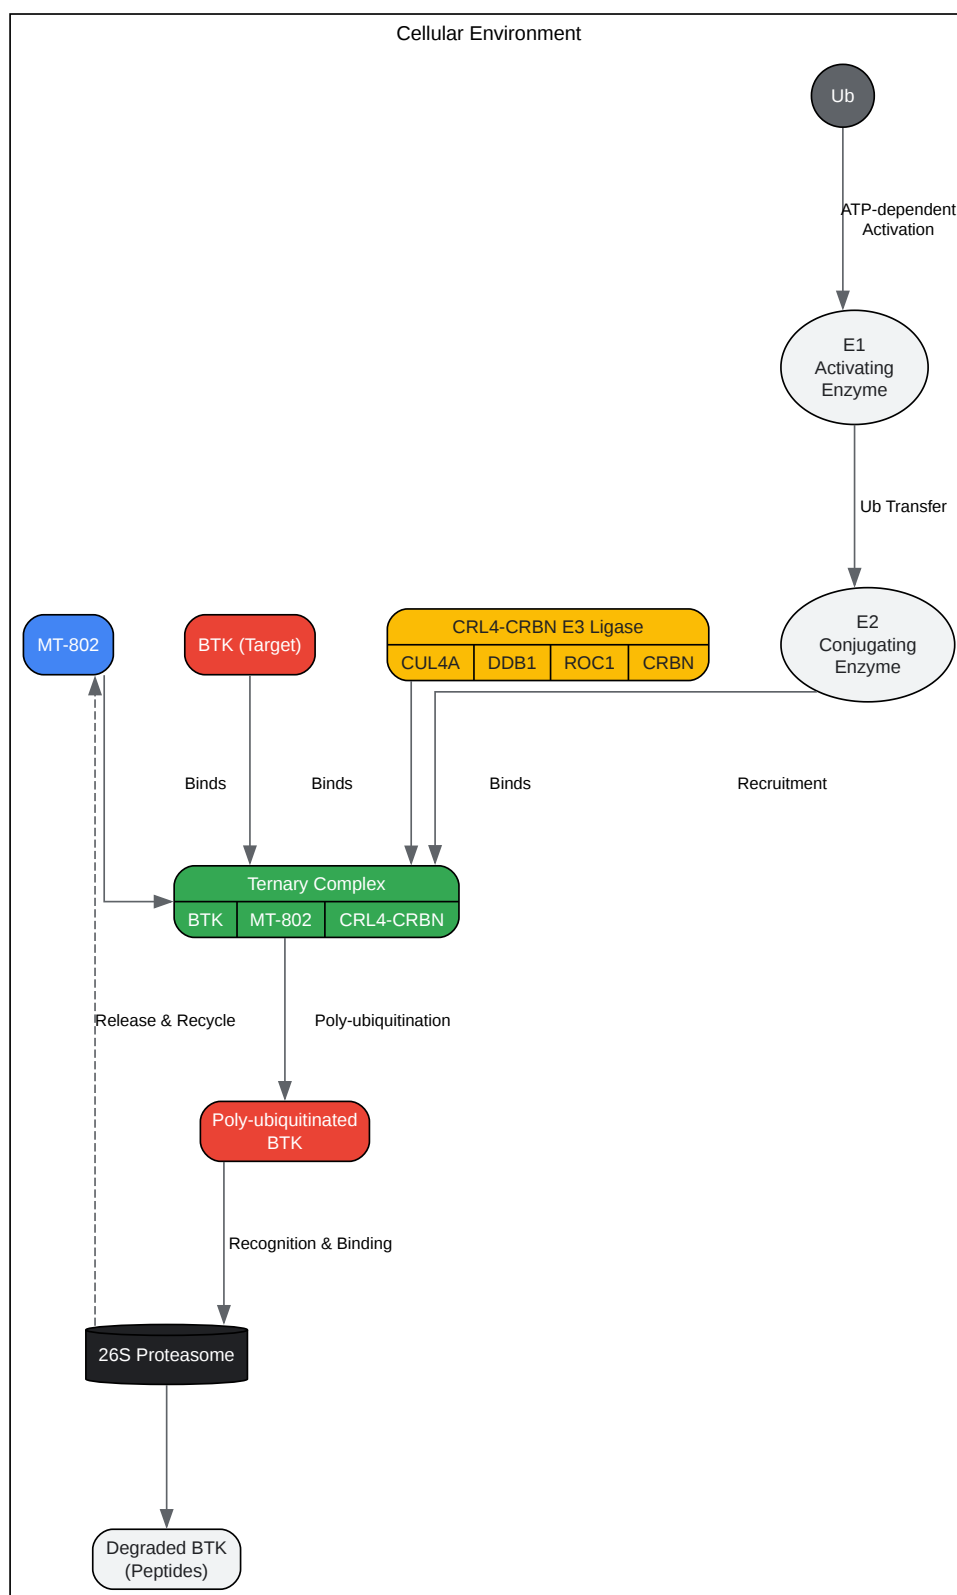 Cellular Environment
Ub
ATP-dependent
Activation
E1
Activating
Enzyme
Ub Transfer
MT-802
BTK (Target)
CRL4-CRBN E3 Ligase
CUL4A DDB1 ROC1 CRBN
E2
Conjugating
Enzyme
Binds
Binds
Binds
Recruitment
Ternary Complex
BTK MT-802 CRL4-CRBN
Release & Recycle
Poly-ubiquitination
Poly-ubiquitinated
BTK
Recognition & Binding
26S Proteasome
Degraded BTK
(Peptides)